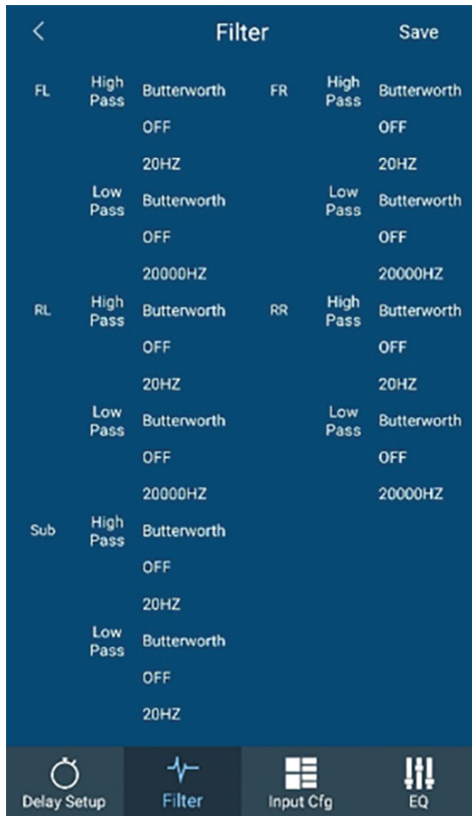 Filter Save
FL High Pass Butterworth FR High Pass Butterworth
OFF OFF
20HZ 20HZ
Low Pass Butterworth Low Pass Butterworth
OFF OFF
20000HZ 20000HZ
RL High Pass Butterworth RR High Pass Butterworth
OFF OFF
20HZ 20HZ
Low Pass Butterworth Low Pass Butterworth
OFF OFF
20000HZ 20000HZ
Sub High Pass Butterworth
OFF
20HZ
Low Pass Butterworth
OFF
20HZ
Delay Setup Filter Input Cfg EQ